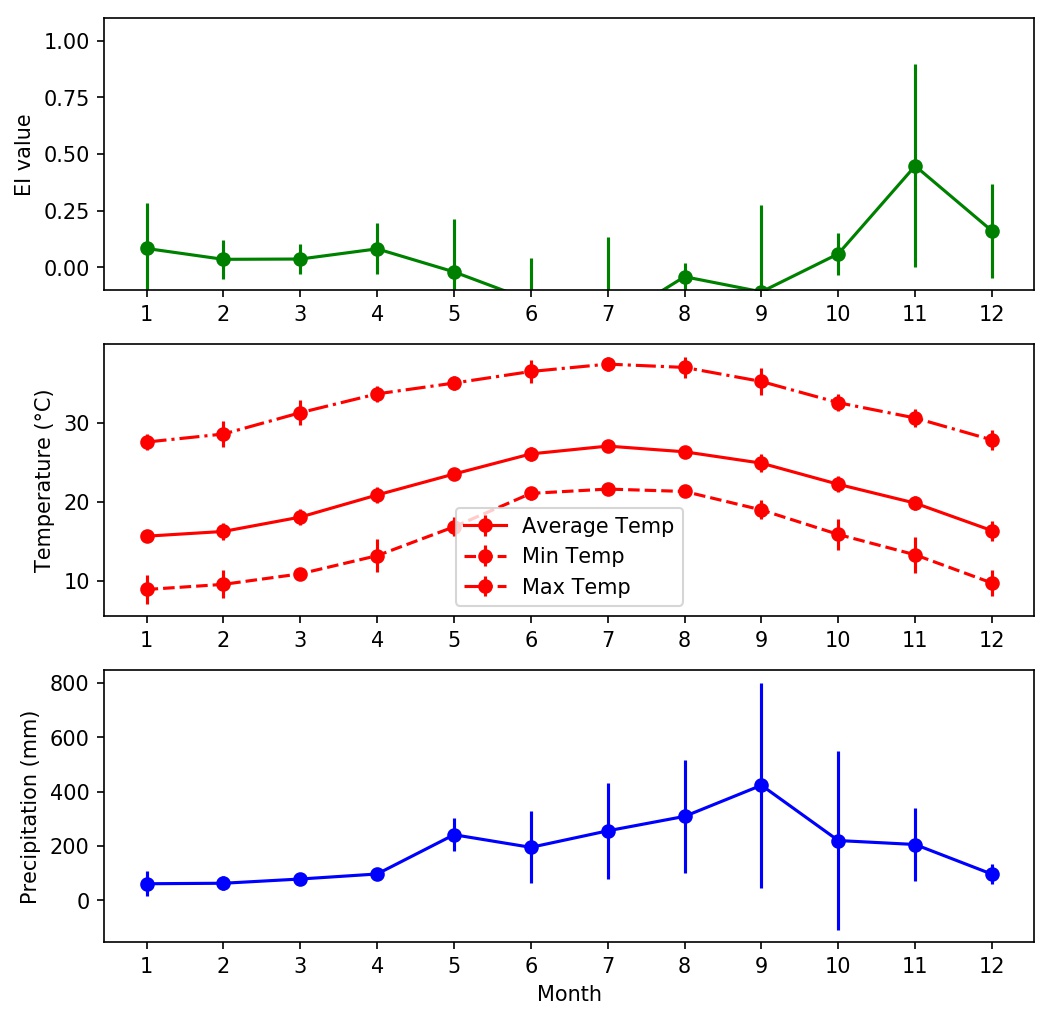 EI value
1.00
0.75
0.50
0.25
0.00
1 2 3 4 5 6 7 8 9 10 11 12
Temperature (°C)
30
20
10
Average Temp
Min Temp
Max Temp
1 2 3 4 5 6 7 8 9 10 11 12
Precipitation (mm)
800
600
400
200
0
1 2 3 4 5 6 7 8 9 10 11 12
Month